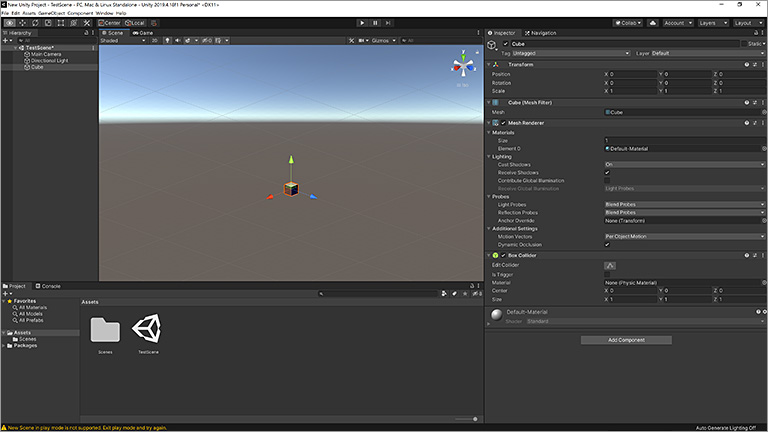 New Unity Project - TestScene - PC, Mac & Linux Standalone - Unity 2019.4.16f1 Personal* <DX11>
File Edit Assets GameObject Component Window Help
Center Local
Collab Account Layers Layout
Hierarchy
All
TestScene*
Main Camera
Directional Light
Cube
Scene Game
Shaded 2D
Gizmos All
y
Inspector Navigation
Cube Static
Tag Untagged Layer Default
Transform
Position X 0 Y 0 Z 0
Rotation X 0 Y 0 Z 0
Scale X 1 Y 1 Z 1
Cube (Mesh Filter)
Mesh Cube
Mesh Renderer
Materials
Size 1
Element 0 Default-Material
Lighting
Cast Shadows On
Receive Shadows
Contribute Global Illumination
Receive Global Illumination Light Probes
Probes
Light Probes Blend Probes
Reflection Probes Blend Probes
Anchor Override None (Transform)
Additional Settings
Motion Vectors Per Object Motion
Dynamic Occlusion
Box Collider
Edit Collider
Is Trigger
Material None (Physic Material)
Center X 0 Y 0 Z 0
Size X 1 Y 1 Z 1
Default-Material
Shader Standard
Add Component
Project Console
Favorites
All Materials
All Models
All Prefabs
Assets
Scenes
Packages
Assets
Scenes
TestScene
New Scene in play mode is not supported. Exit play mode and try again.
Auto Generate Lighting Off